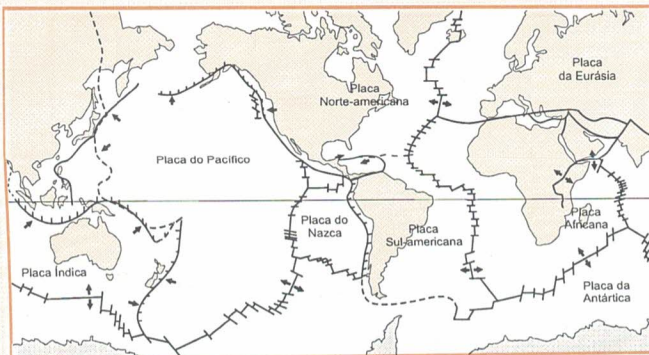 Placa
da Eurásia
Placa
Norte-americana
Placa do Pacífico
Placa do
Nazca
Placa
Sul-americana
Placa
Africana
Placa Índica
Placa da
Antártica